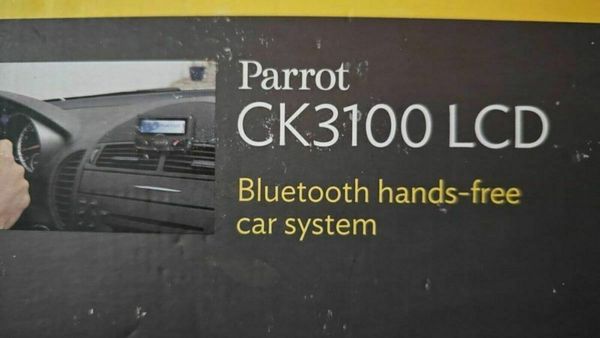 Parrot
CK3100 LCD
Bluetooth hands-free
car system